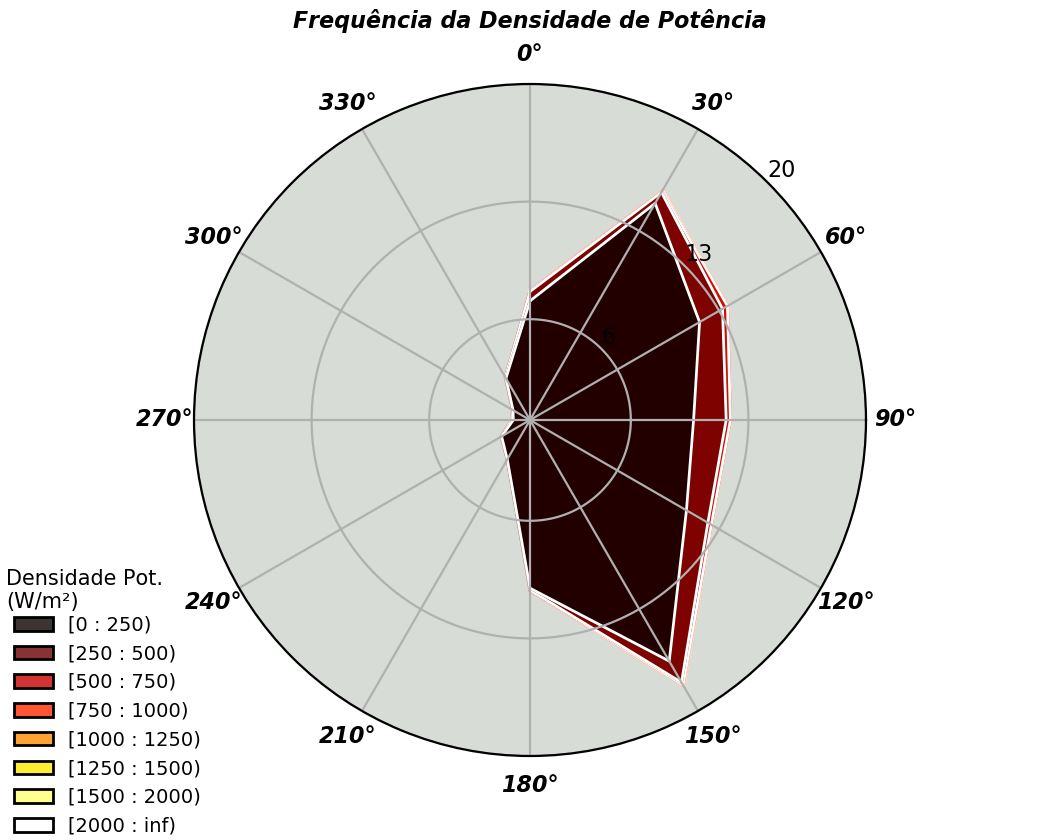 Frequência da Densidade de Potência
0°
330°
30°
20
300°
60°
13
6
270°
90°
Densidade Pot.
(W/m²)
240°
120°
[0 : 250)
[250 : 500)
[500 : 750)
[750 : 1000)
[1000 : 1250)
[1250 : 1500)
[1500 : 2000)
[2000 : inf)
210°
150°
180°